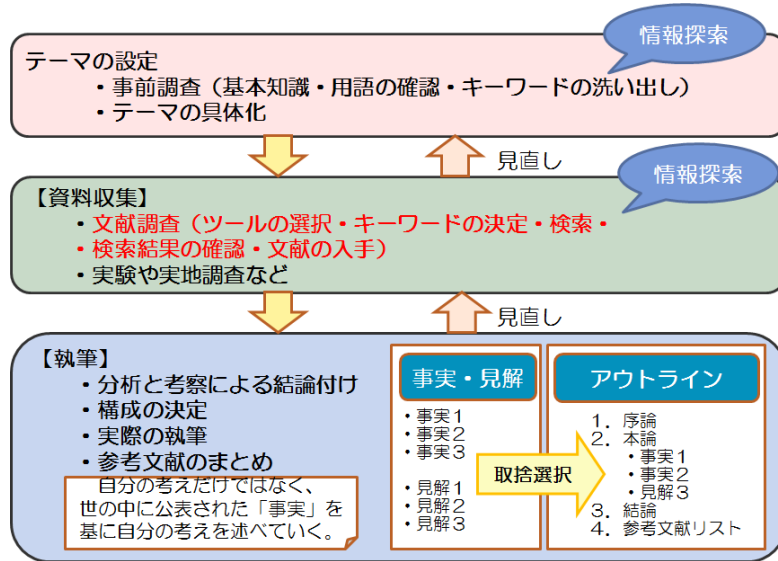 情報探索
テーマの設定
・事前調査（基本知識・用語の確認・キーワードの洗い出し）
・テーマの具体化
見直し
情報探索
【資料収集】
・文献調査（ツールの選択・キーワードの決定・検索・
・検索結果の確認・文献の入手）
・実験や実地調査など
見直し
【執筆】
・分析と考察による結論付け
・構成の決定
・実際の執筆
・参考文献のまとめ
自分の考えだけではなく、
世の中に公表された「事実」を
基に自分の考えを述べていく。
事実・見解
・事実１
・事実２
・事実３
・見解１
・見解２
・見解３
取捨選択
アウトライン
１．序論
２．本論
・事実１
・事実２
・見解３
３．結論
４．参考文献リスト